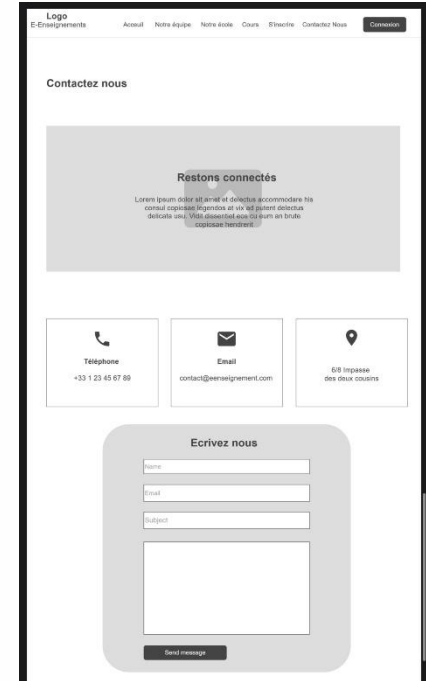 Logo
E-Enseignements
Acceuil Notre équipe Notre école Cours S'inscrire Contactez Nous Connexion
Contactez nous
Restons connectés
Lorem ipsum dolor sit amet et delectus accommodare his
consul copiosae legendos at vix ad putent delectus
delicata usu. Vidit dissentiet eos cu eum an brute
copiosae hendrerit
Téléphone
+33 1 23 45 67 89
Email
contact@eenseignement.com
6/8 Impasse
des deux cousins
Ecrivez nous
Name
Email
Subject
Send message